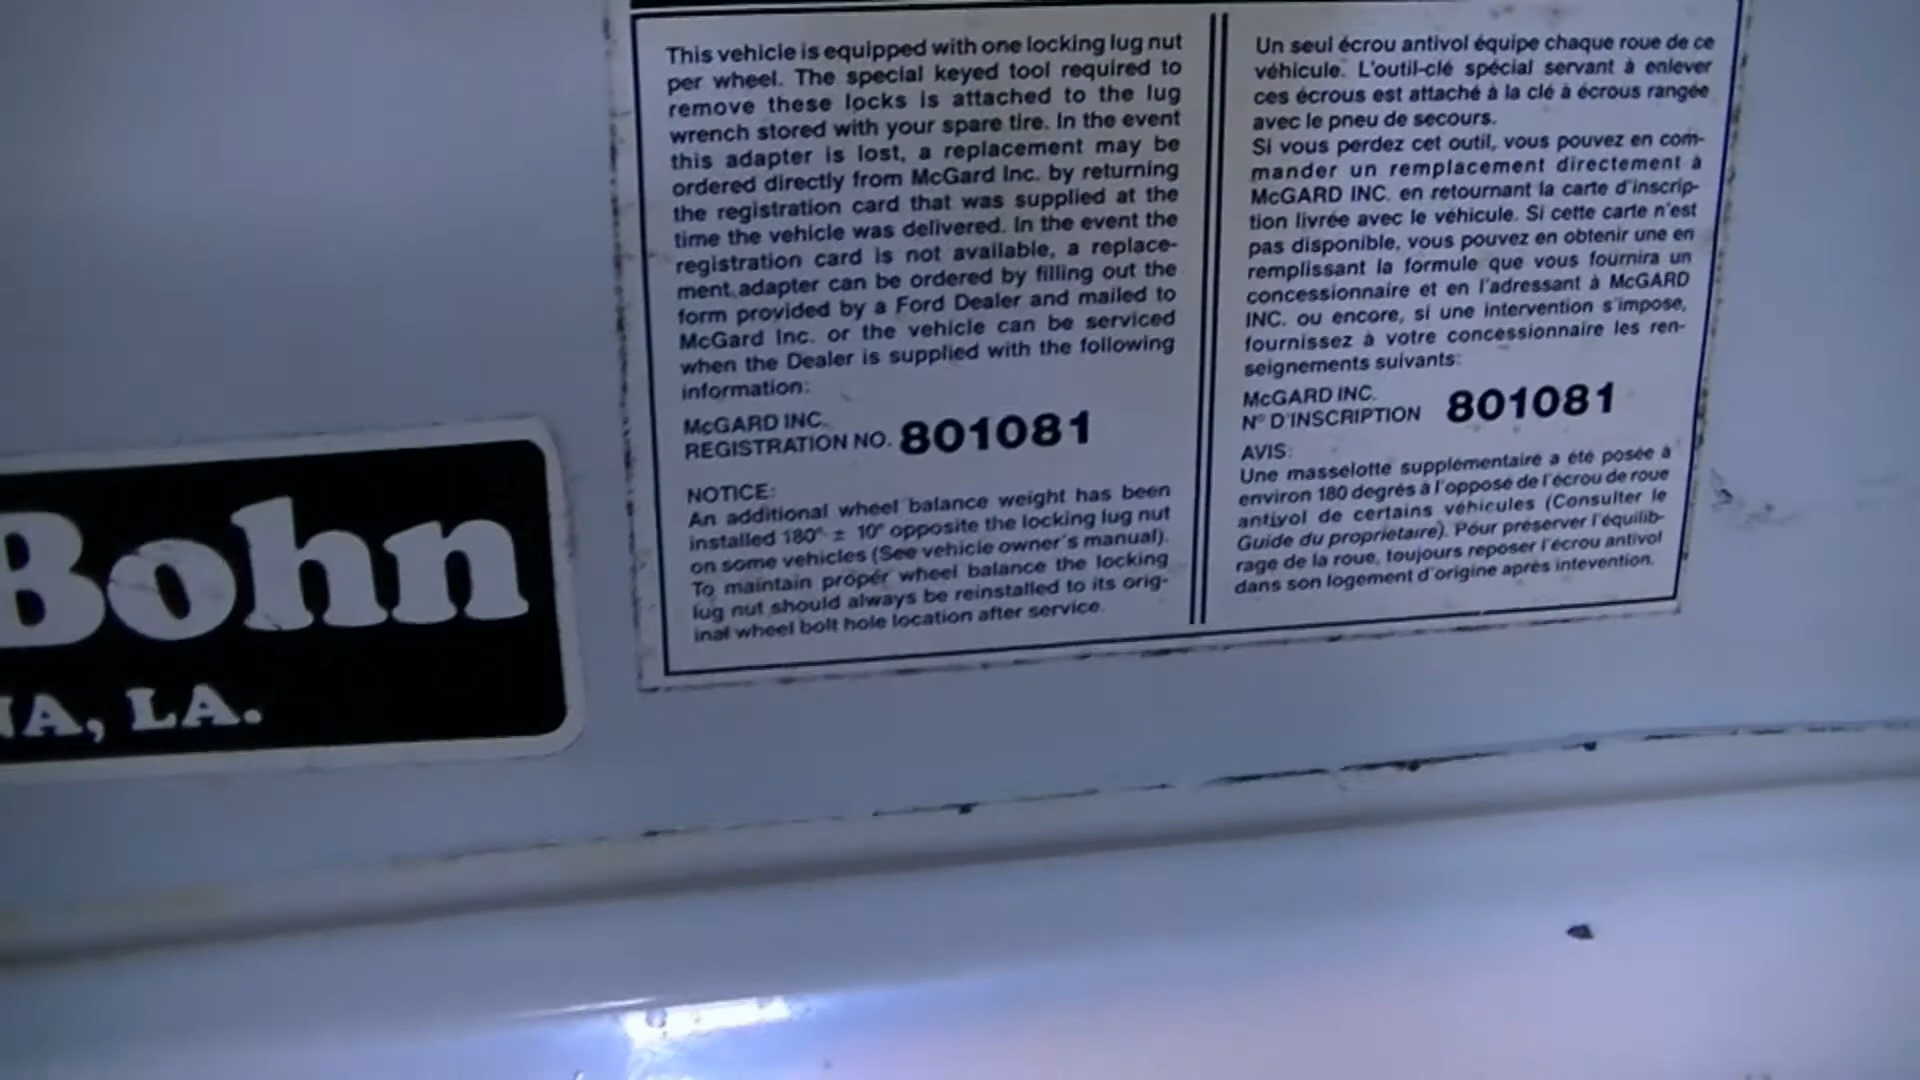 This vehicle is equipped with one locking lug nut
per wheel. The special keyed tool required to
remove these locks is attached to the lug
wrench stored with your spare tire. In the event
this adapter is lost, a replacement may be
ordered directly from McGard Inc. by returning
the registration card that was supplied at the
time the vehicle was delivered. In the event the
registration card is not available, a replace-
ment adapter can be ordered by filling out the
form provided by a Ford Dealer and mailed to
McGard Inc. or the vehicle can be serviced
when the Dealer is supplied with the following
information:
McGARD INC.
REGISTRATION NO. 801081
NOTICE:
An additional wheel balance weight has been
installed 180° ± 10° opposite the locking lug nut
on some vehicles (See vehicle owner's manual).
To maintain proper wheel balance the locking
lug nut should always be reinstalled to its orig-
inal wheel bolt hole location after service.
Un seul écrou antivol équipe chaque roue de ce
véhicule. L'outil-clé spécial servant à enlever
ces écrous est attaché à la clé à écrous rangée
avec le pneu de secours.
Si vous perdez cet outil, vous pouvez en com-
mander un remplacement directement à
McGARD INC. en retournant la carte d'inscrip-
tion livrée avec le véhicule. Si cette carte n'est
pas disponible, vous pouvez en obtenir une en
remplissant la formule que vous fournira un
concessionnaire et en l'adressant à McGARD
INC. ou encore, si une intervention s'impose,
fournissez à votre concessionnaire les ren-
seignements suivants:
McGARD INC.
N° D'INSCRIPTION 801081
AVIS:
Une masselotte supplémentaire a été posée à
environ 180 degrés à l'opposé de l'écrou de roue
antivol de certains véhicules (Consulter le
Guide du propriétaire). Pour préserver l'équilib-
rage de la roue, toujours reposer l'écrou antivol
dans son logement d'origine après intevention.
Bohn
NA, LA.